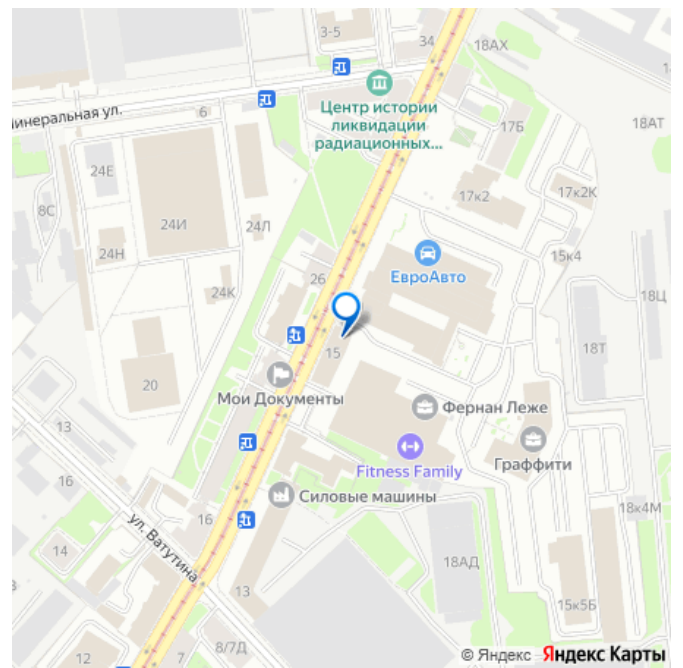 3-5
34
18АХ
Минеральная ул.
6
Центр истории
ликвидации
радиационных...
17Б
18АТ
24Е
8С
24И
24Л
24Н
24К
17к2
17к2К
15к4
ЕвроАвто
26
18Ц
15
18Т
20
Мои Документы
Фернан Леже
13
Fitness Family
Граффити
16
Силовые машины
16
18к4М
ул. Ватутина
14
18АД
13
15к5Б
12
7
8/7Д
© Яндекс Яндекс Карты